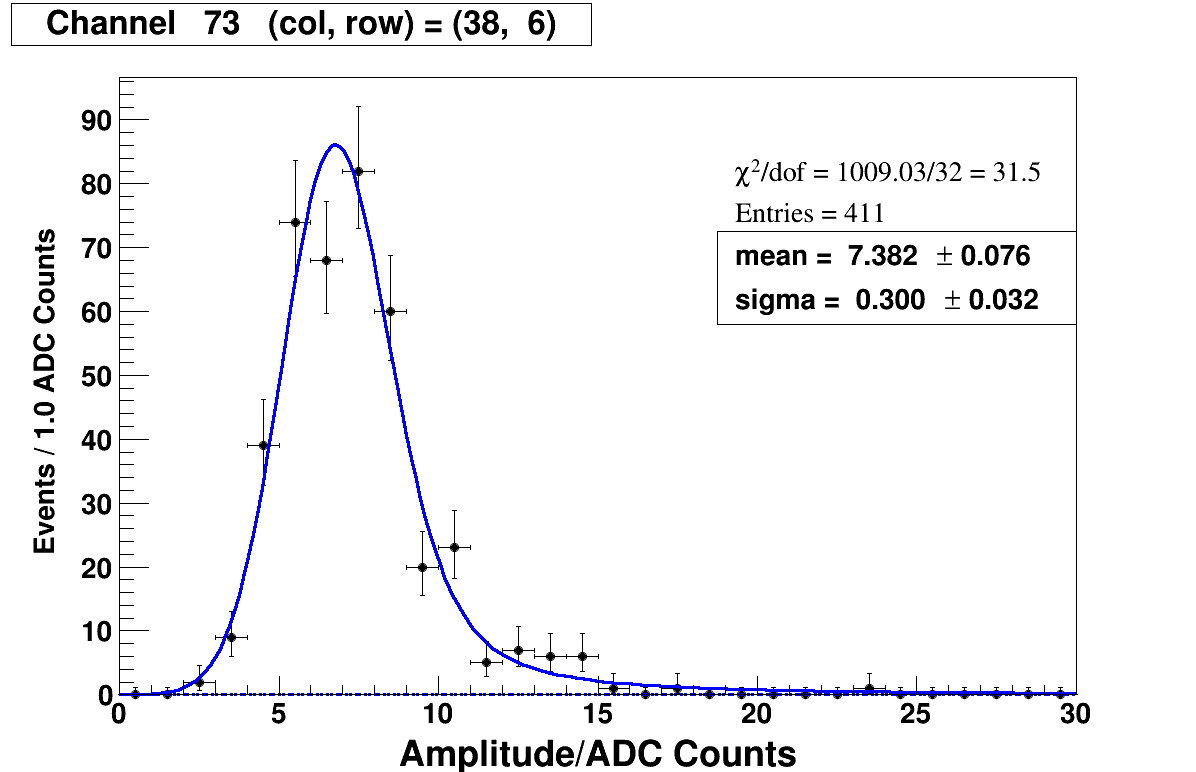 Channel 73 (col, row) = (38, 6)
χ²/dof = 1009.03/32 = 31.5
Entries = 411
mean = 7.382 ± 0.076
sigma = 0.300 ± 0.032
Events / 1.0 ADC Counts
90
80
70
60
50
40
30
20
10
0
0 5 10 15 20 25 30
Amplitude/ADC Counts